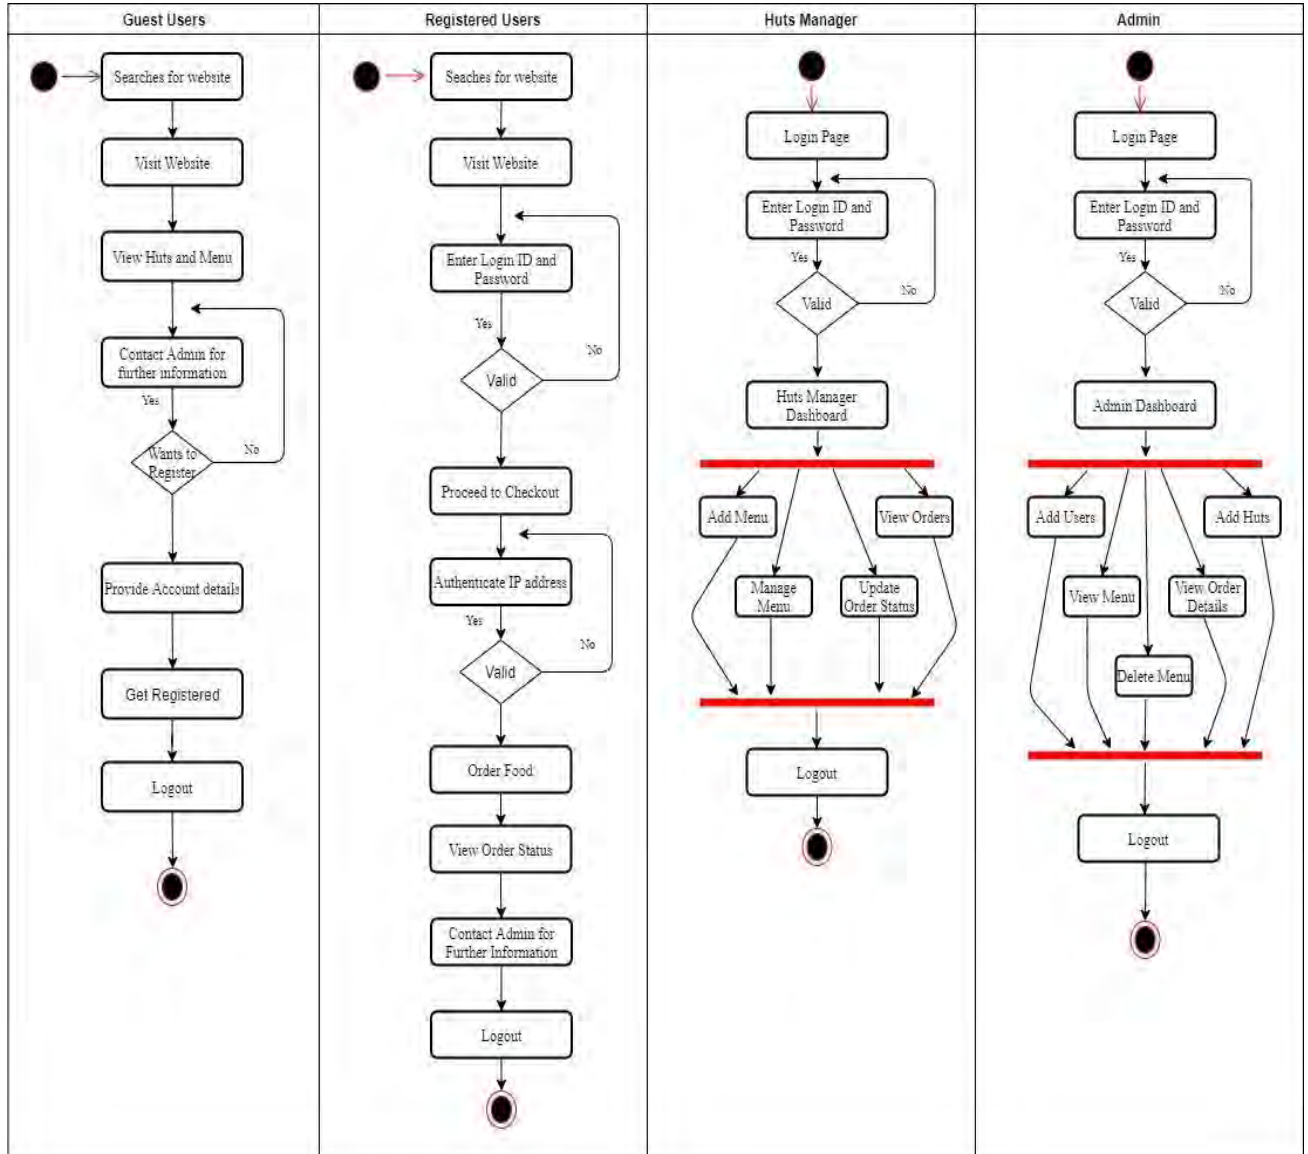 Guest Users
Searches for website
Visit Website
View Huts and Menu
Contact Admin for
further information
Yes
Wants to
Register
No
Provide Account details
Get Registered
Logout
Registered Users
Seaches for website
Visit Website
Enter Login ID and
Password
Yes
No
Valid
Proceed to Checkout
Authenticate IP address
Yes
No
Valid
Order Food
View Order Status
Contact Admin for
Further Information
Logout
Huts Manager
Login Page
Enter Login ID and
Password
Yes
No
Valid
Huts Manager
Dashboard
Add Menu
View Orders
Manage
Menu
Update
Order Status
Logout
Admin
Login Page
Enter Login ID and
Password
Yes
No
Valid
Admin Dashboard
Add Users
Add Huts
View Menu
View Order
Details
Delete Menu
Logout